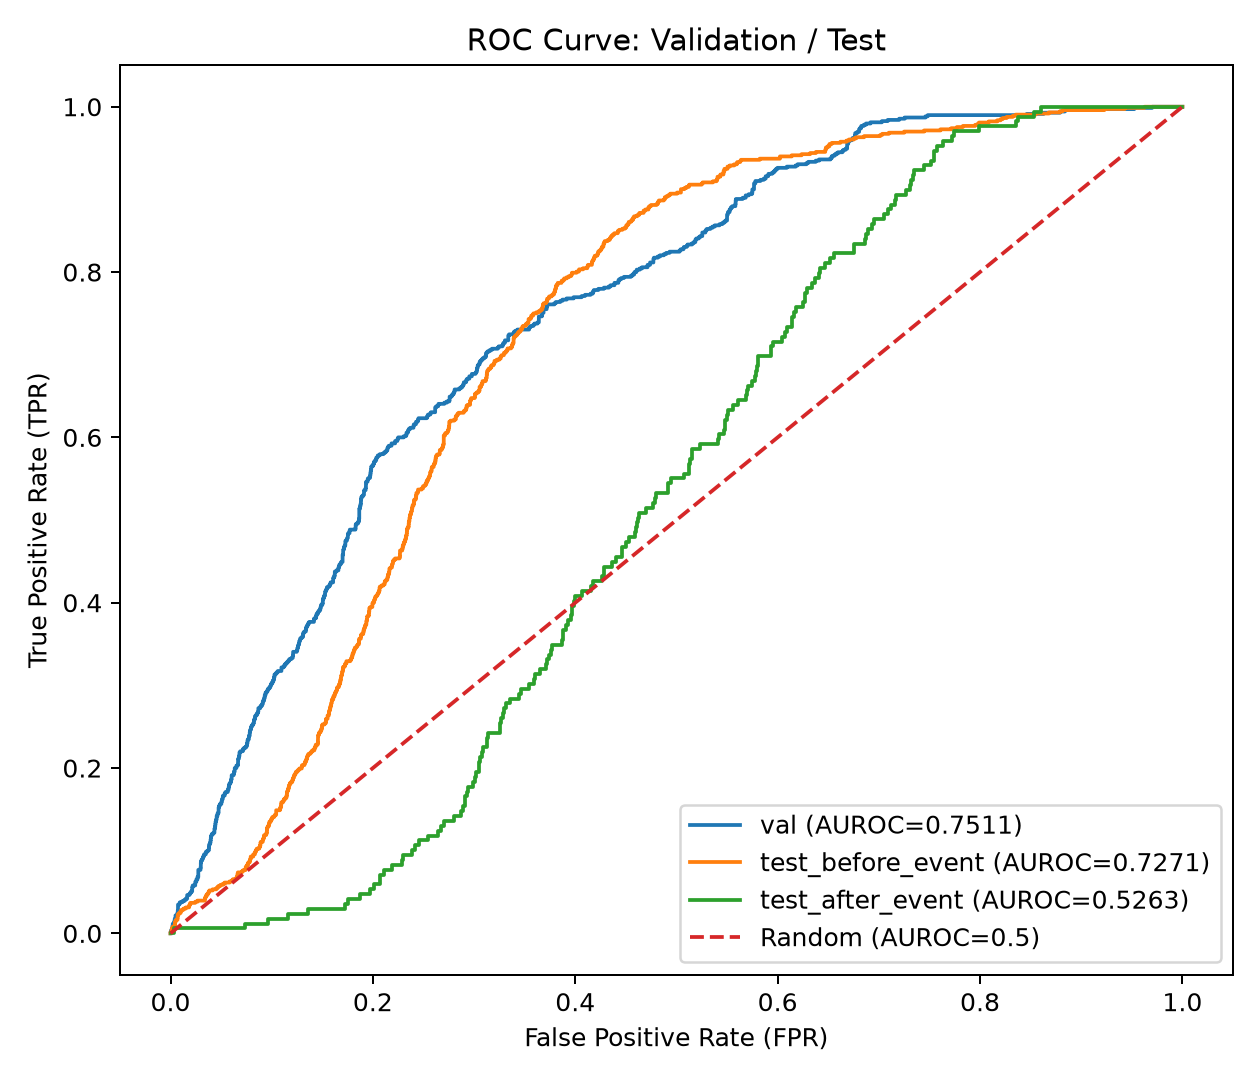 ROC Curve: Validation / Test
True Positive Rate (TPR)
1.0
0.8
0.6
0.4
0.2
0.0
val (AUROC=0.7511)
test_before_event (AUROC=0.7271)
test_after_event (AUROC=0.5263)
Random (AUROC=0.5)
0.0 0.2 0.4 0.6 0.8 1.0
False Positive Rate (FPR)